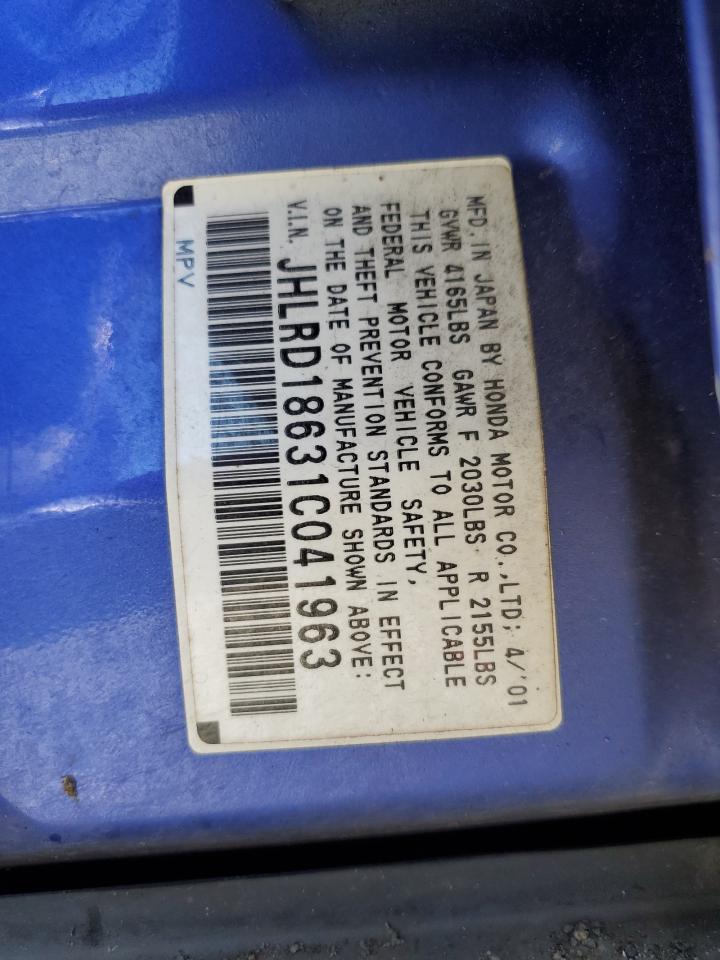 MFD. IN JAPAN BY HONDA MOTOR CO.,LTD; 4/'01
GVWR 4165LBS GAWR F 2030LBS R 2155LBS
THIS VEHICLE CONFORMS TO ALL APPLICABLE
FEDERAL MOTOR VEHICLE SAFETY,
AND THEFT PREVENTION STANDARDS IN EFFECT
ON THE DATE OF MANUFACTURE SHOWN ABOVE:
V.I.N. JHLRD18631C041963
MPV